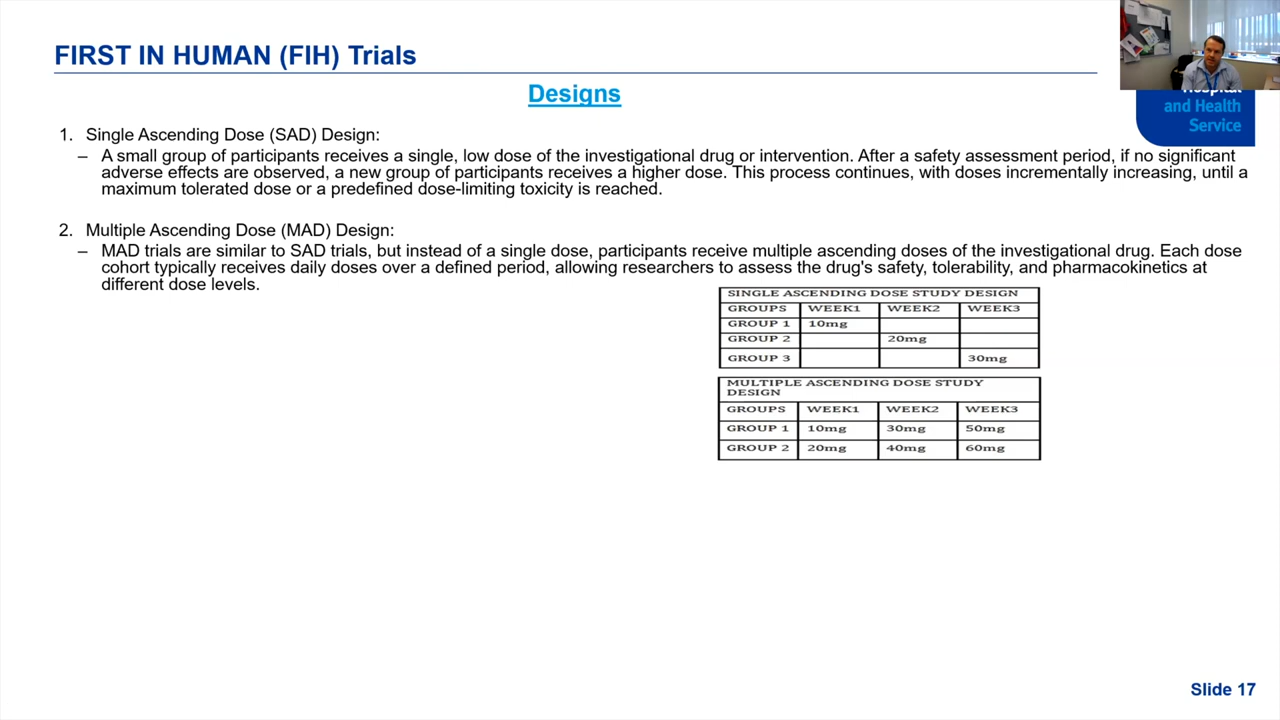 FIRST IN HUMAN (FIH) Trials
Designs
and Health
Service
1. Single Ascending Dose (SAD) Design:
– A small group of participants receives a single, low dose of the investigational drug or intervention. After a safety assessment period, if no significant
adverse effects are observed, a new group of participants receives a higher dose. This process continues, with doses incrementally increasing, until a
maximum tolerated dose or a predefined dose-limiting toxicity is reached.
2. Multiple Ascending Dose (MAD) Design:
– MAD trials are similar to SAD trials, but instead of a single dose, participants receive multiple ascending doses of the investigational drug. Each dose
cohort typically receives daily doses over a defined period, allowing researchers to assess the drug's safety, tolerability, and pharmacokinetics at
different dose levels.
SINGLE ASCENDING DOSE STUDY DESIGN
GROUPS WEEK1 WEEK2 WEEK3
GROUP 1 10mg
GROUP 2 20mg
GROUP 3 30mg
MULTIPLE ASCENDING DOSE STUDY
DESIGN
GROUPS WEEK1 WEEK2 WEEK3
GROUP 1 10mg 30mg 50mg
GROUP 2 20mg 40mg 60mg
Slide 17